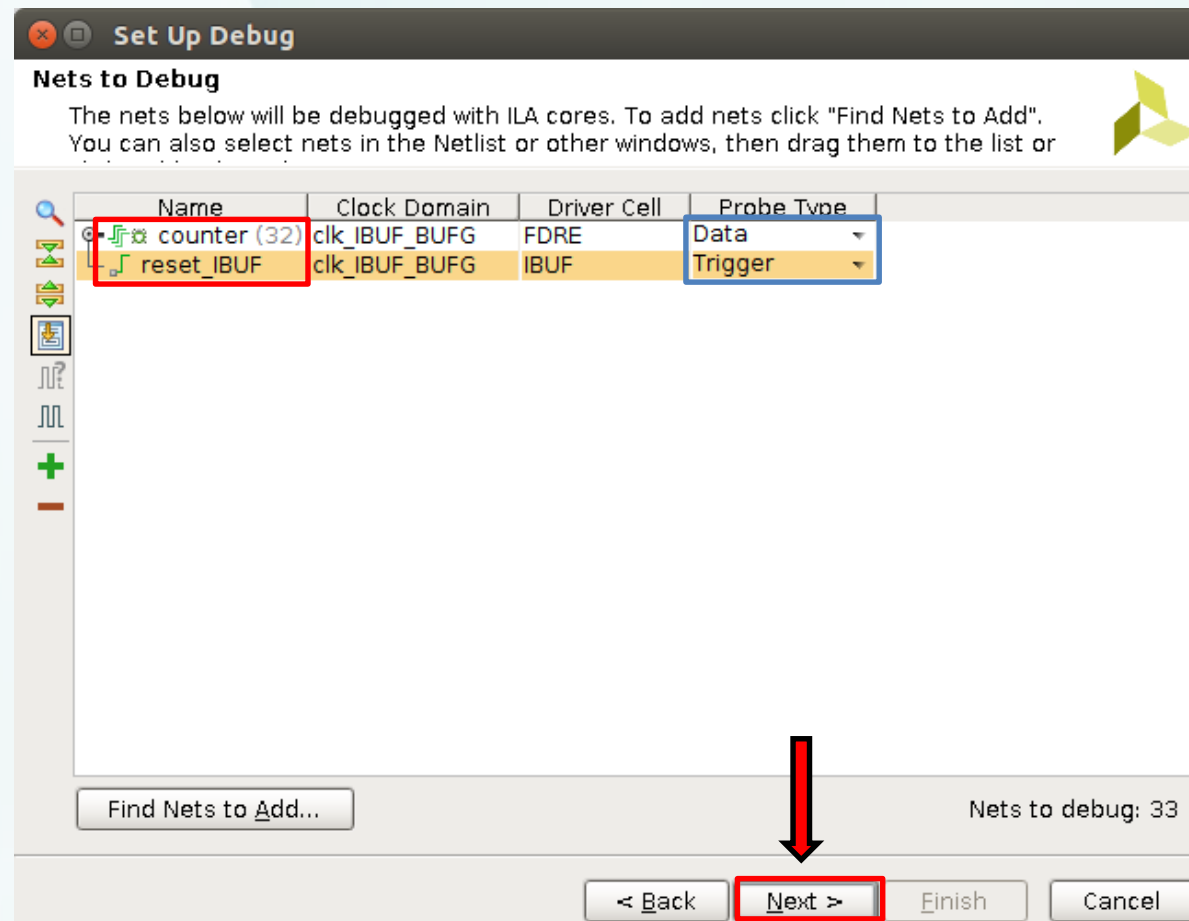 Set Up Debug
Nets to Debug
The nets below will be debugged with ILA cores. To add nets click "Find Nets to Add".
You can also select nets in the Netlist or other windows, then drag them to the list or
Name Clock Domain Driver Cell Probe Type
counter (32) clk_IBUF_BUFG FDRE Data
reset_IBUF clk_IBUF_BUFG IBUF Trigger
Find Nets to Add... Nets to debug: 33
< Back Next > Finish Cancel